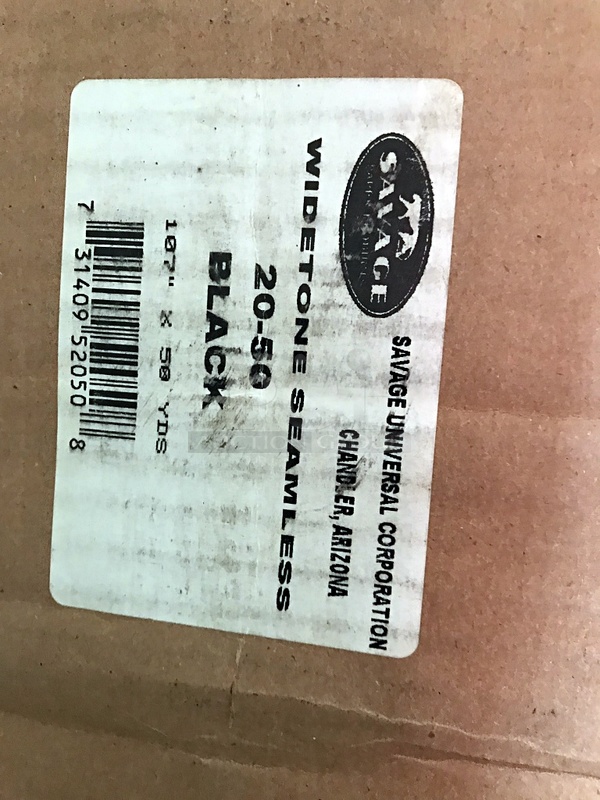 SAVAGE
SAVAGE UNIVERSAL CORPORATION
CHANDLER, ARIZONA
WIDETONE SEAMLESS
20-50
BLACK
107" X 50 YDS
7 31409 52050 8